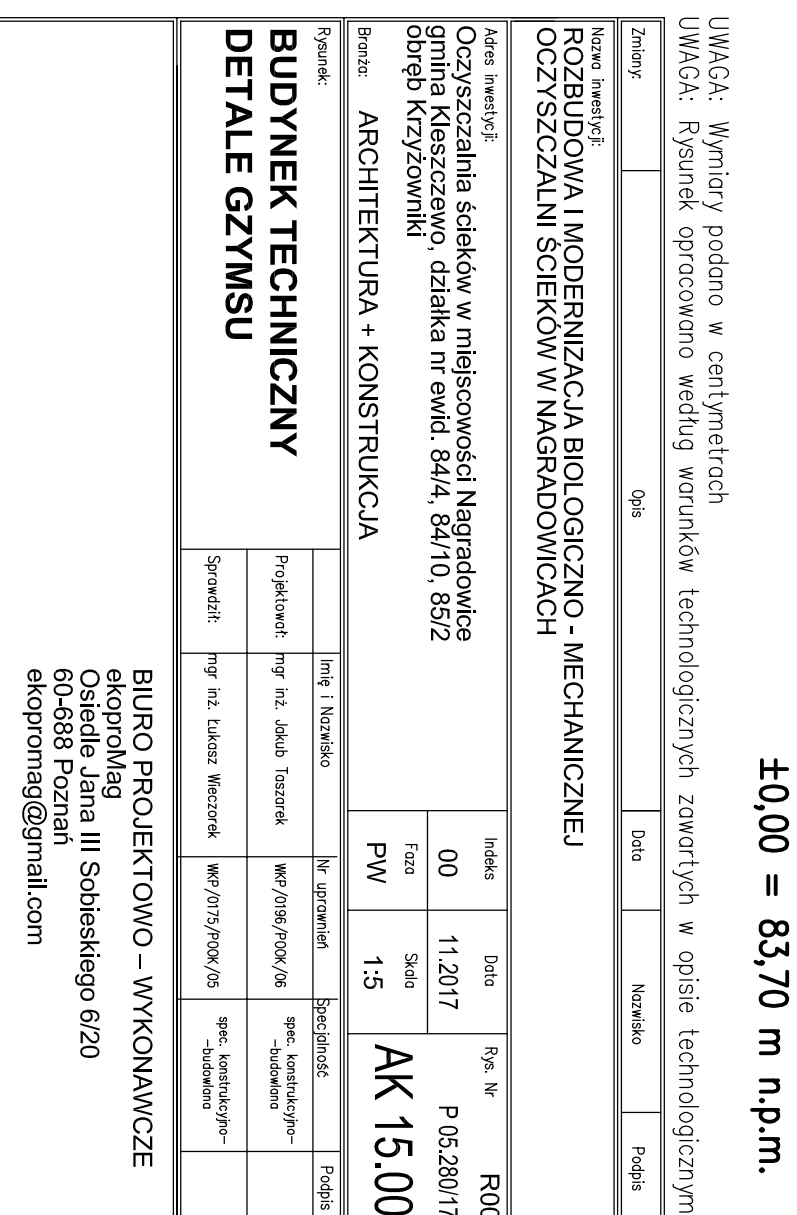 ±0,00 = 83,70 m n.p.m.
UWAGA: Wymiary podano w centymetrach
UWAGA: Rysunek opracowano według warunków technologicznych zawartych w opisie technologicznym
Zmiany: Opis Data Nazwisko Podpis
Nazwa inwestycji:
ROZBUDOWA I MODERNIZACJA BIOLOGICZNO - MECHANICZNEJ
OCZYSZCZALNI ŚCIEKÓW W NAGRADOWICACH
Adres inwestycji:
Oczyszczalnia ścieków w miejscowości Nagradowice
gmina Kleszczewo, działka nr ewid. 84/4, 84/10, 85/2
obręb Krzyżowniki
Indeks Data Rys. Nr R00
00 11.2017 P 05.280/17
Branża: ARCHITEKTURA + KONSTRUKCJA
Faza Skala
PW 1:5 AK 15.00
Rysunek:
BUDYNEK TECHNICZNY
DETALE GZYMSU
Imię i Nazwisko Nr uprawnień Specjalność Podpis
Projektował: mgr inż. Jakub Taszarek WKP/0196/POOK/06 spec. konstrukcyjno-
-budowlana
Sprawdził: mgr inż. Łukasz Wieczorek WKP/0175/POOK/05 spec. konstrukcyjno-
-budowlana
BIURO PROJEKTOWO – WYKONAWCZE
ekoproMag
Osiedle Jana III Sobieskiego 6/20
60-688 Poznań
ekopromag@gmail.com